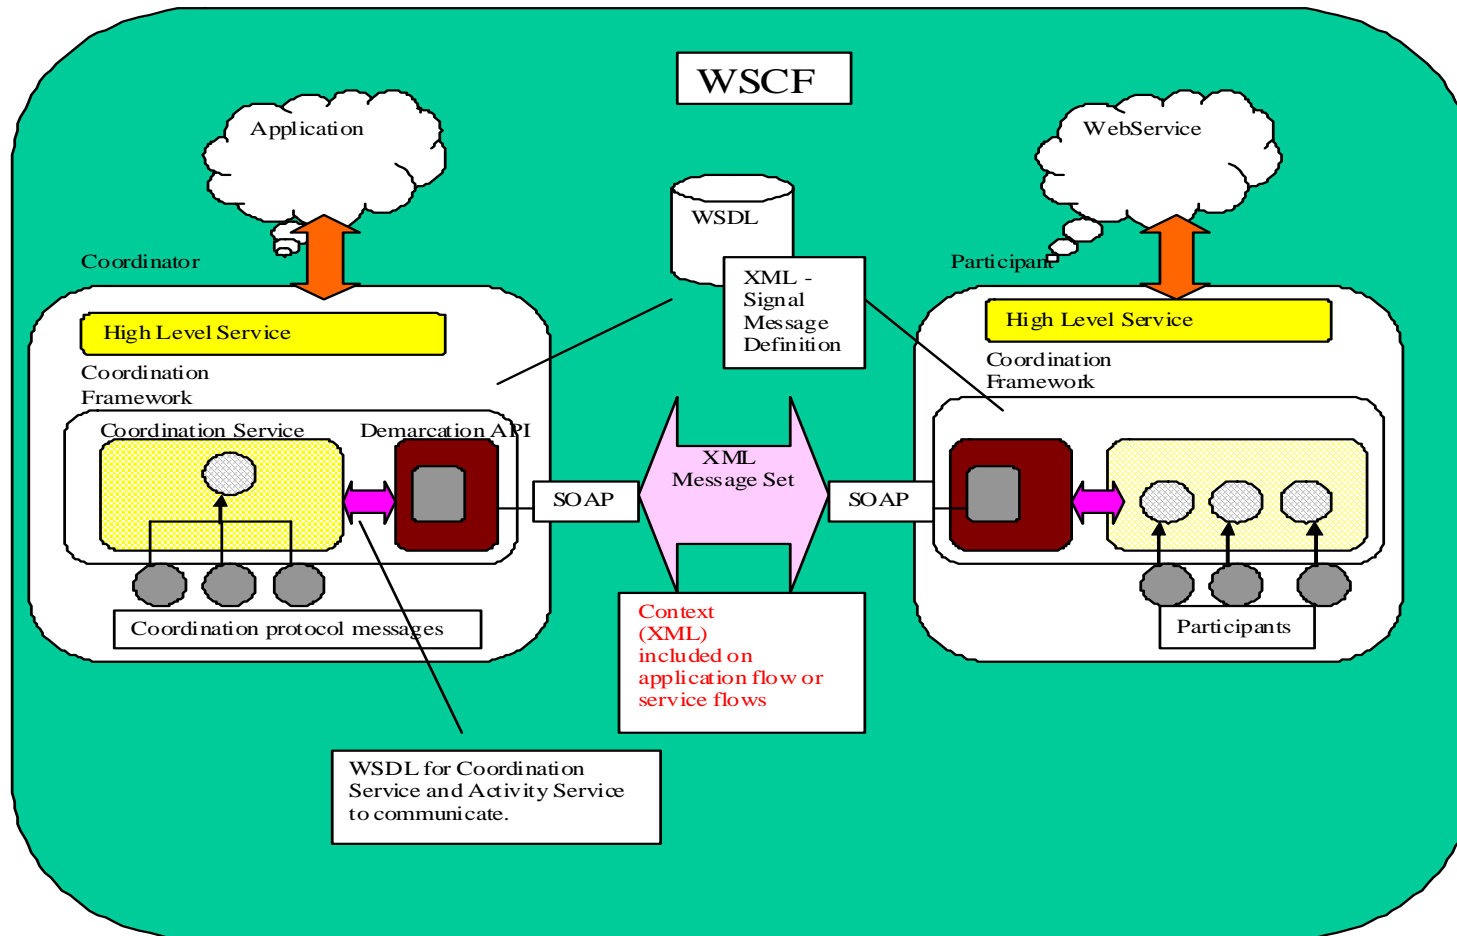 WSCF
Application
WebService
WSDL
Coordinator
Participant
XML -
Signal
Message
Definition
High Level Service
High Level Service
Coordination
Framework
Coordination
Framework
Coordination Service
Demarcation API
XML
Message Set
SOAP
SOAP
Coordination protocol messages
Participants
Context
(XML)
included on
application flow or
service flows
WSDL for Coordination
Service and Activity Service
to communicate.